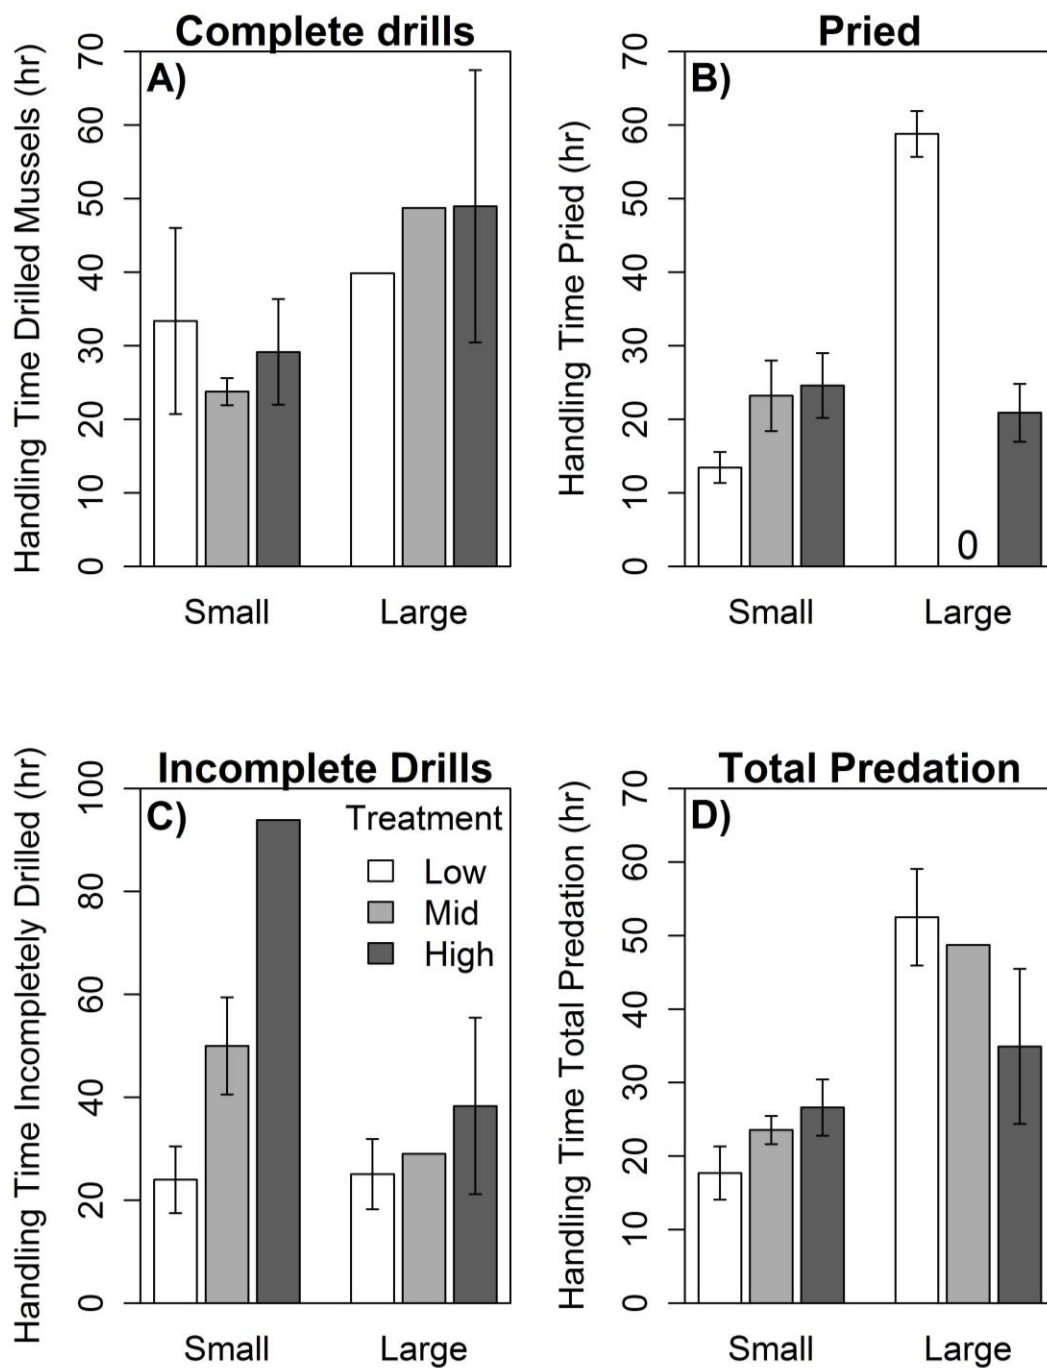 Complete drills
A)
Handling Time Drilled Mussels (hr)
70
60
50
40
30
20
10
0
Small Large
Pried
B)
Handling Time Pried (hr)
70
60
50
40
30
20
10
0
0
Small Large
Incomplete Drills
C)
Handling Time Incompletely Drilled (hr)
100
80
60
40
20
0
Treatment
Low
Mid
High
Small Large
Total Predation
D)
Handling Time Total Predation (hr)
70
60
50
40
30
20
10
0
Small Large